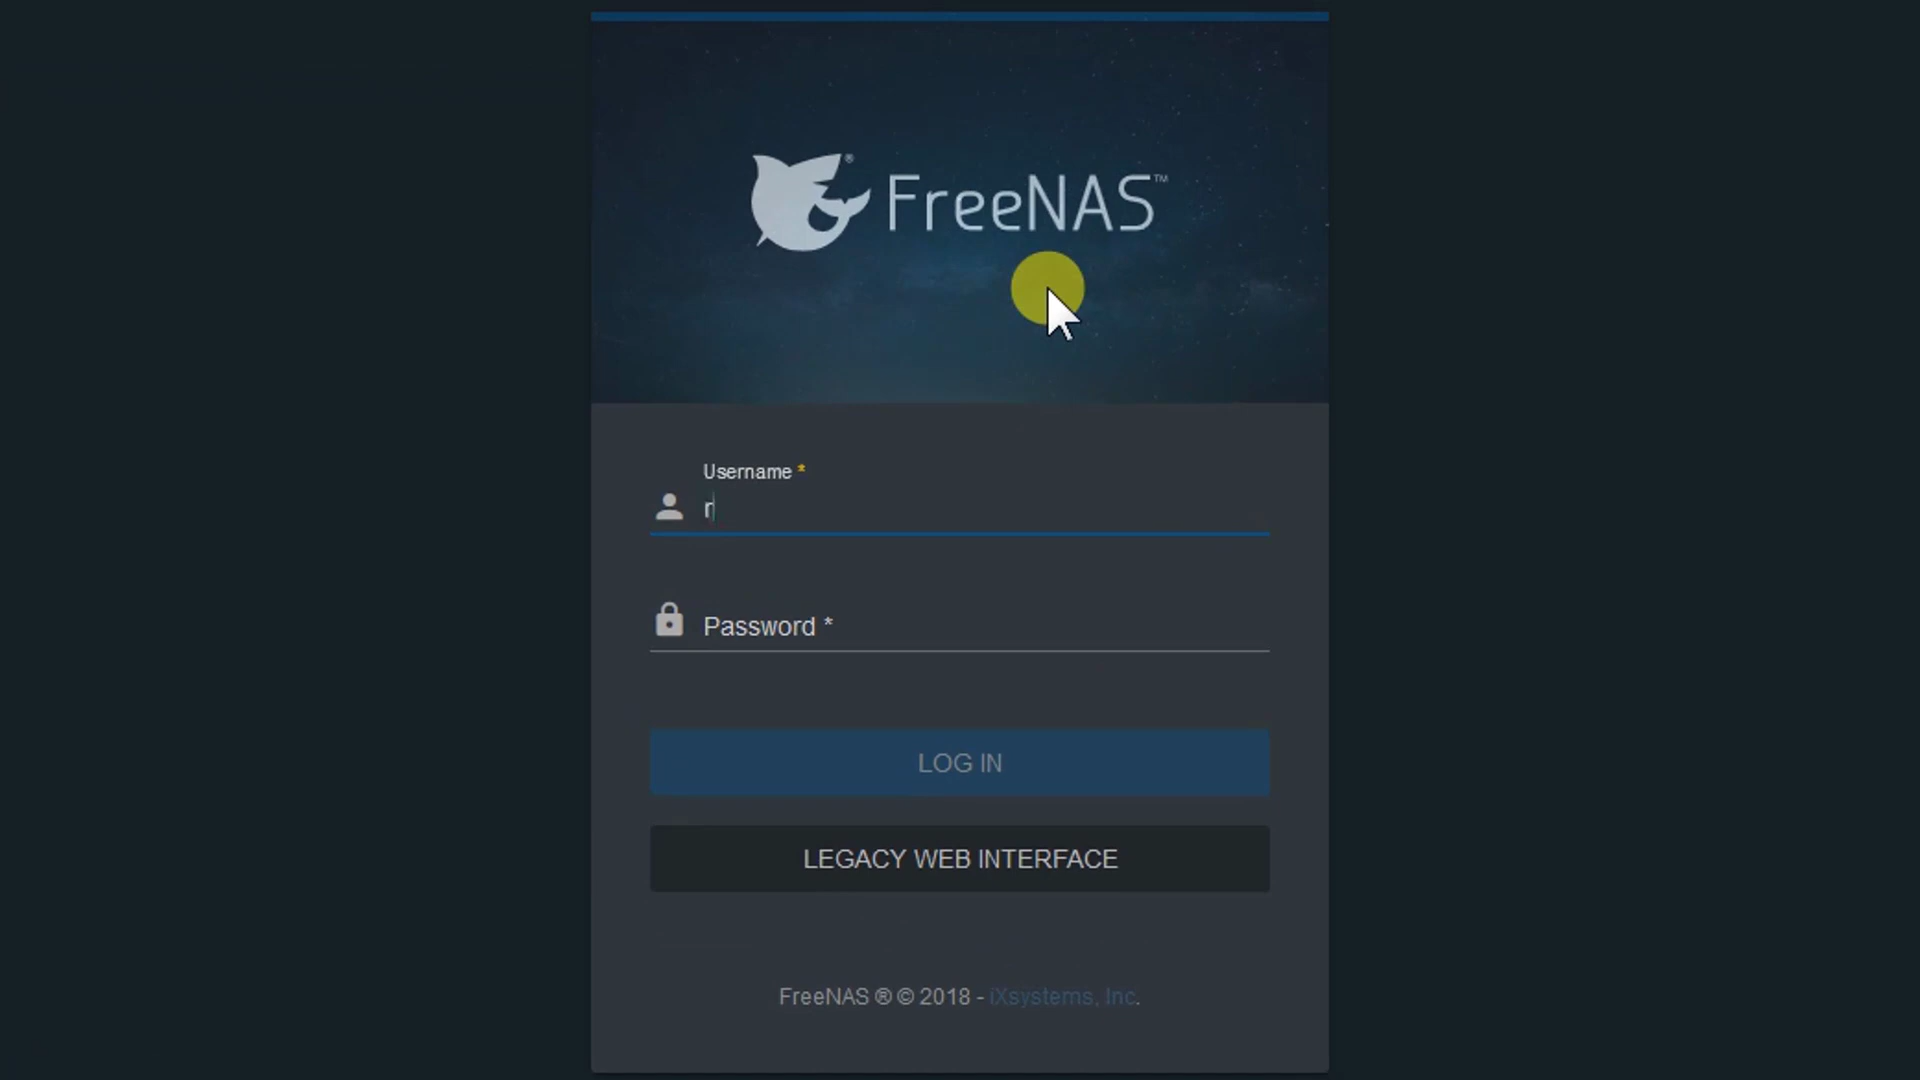 FreeNAS™
Username *
r
Password *
LOG IN
LEGACY WEB INTERFACE
FreeNAS ® © 2018 - iXsystems, Inc.